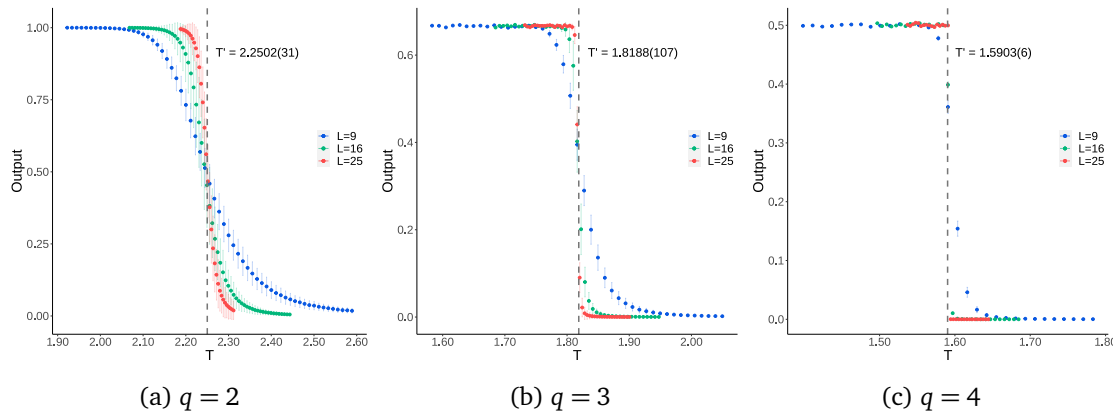 Output
1.00
0.75
0.50
0.25
0.00
T' = 2.2502(31)
L=9
L=16
L=25
1.90 2.00 2.10 2.20 2.30 2.40 2.50 2.60
T
(a) q = 2
Output
0.6
0.4
0.2
0.0
T' = 1.8188(107)
L=9
L=16
L=25
1.60 1.70 1.80 1.90 2.00
T
(b) q = 3
Output
0.5
0.4
0.3
0.2
0.1
0.0
T' = 1.5903(6)
L=9
L=16
L=25
1.50 1.60 1.70 1.80
T
(c) q = 4